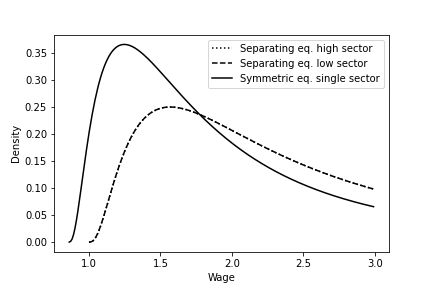 Separating eq. high sector
Separating eq. low sector
Symmetric eq. single sector
Density
0.35
0.30
0.25
0.20
0.15
0.10
0.05
0.00
1.0 1.5 2.0 2.5 3.0
Wage